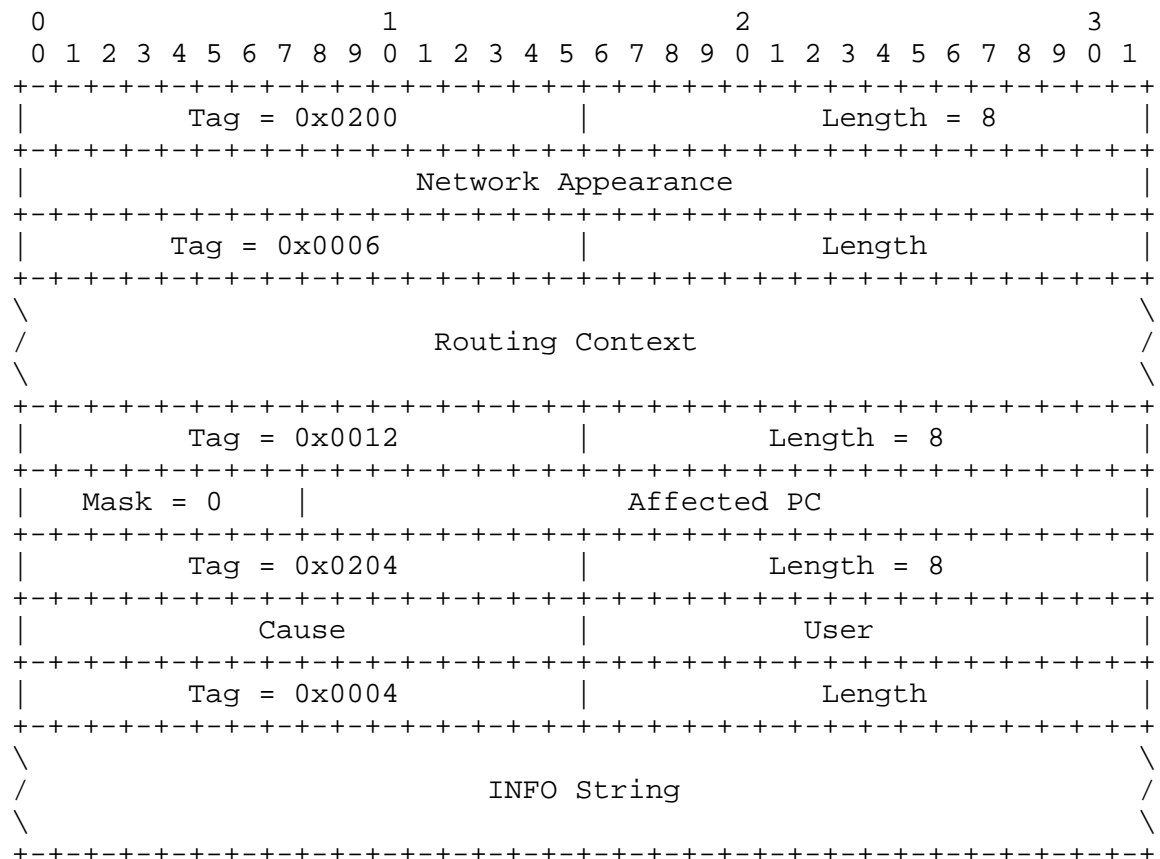 0                   1                   2                   3
 0 1 2 3 4 5 6 7 8 9 0 1 2 3 4 5 6 7 8 9 0 1 2 3 4 5 6 7 8 9 0 1
+-+-+-+-+-+-+-+-+-+-+-+-+-+-+-+-+-+-+-+-+-+-+-+-+-+-+-+-+-+-+-+-+
|         Tag = 0x0200          |             Length = 8        |
+-+-+-+-+-+-+-+-+-+-+-+-+-+-+-+-+-+-+-+-+-+-+-+-+-+-+-+-+-+-+-+-+
|                      Network Appearance                       |
+-+-+-+-+-+-+-+-+-+-+-+-+-+-+-+-+-+-+-+-+-+-+-+-+-+-+-+-+-+-+-+-+
|        Tag = 0x0006           |             Length            |
+-+-+-+-+-+-+-+-+-+-+-+-+-+-+-+-+-+-+-+-+-+-+-+-+-+-+-+-+-+-+-+-+
\                                                               \
/                       Routing Context                         /
\                                                               \
+-+-+-+-+-+-+-+-+-+-+-+-+-+-+-+-+-+-+-+-+-+-+-+-+-+-+-+-+-+-+-+-+
|         Tag = 0x0012          |          Length = 8           |
+-+-+-+-+-+-+-+-+-+-+-+-+-+-+-+-+-+-+-+-+-+-+-+-+-+-+-+-+-+-+-+-+
|   Mask = 0    |                  Affected PC                  |
+-+-+-+-+-+-+-+-+-+-+-+-+-+-+-+-+-+-+-+-+-+-+-+-+-+-+-+-+-+-+-+-+
|         Tag = 0x0204          |          Length = 8           |
+-+-+-+-+-+-+-+-+-+-+-+-+-+-+-+-+-+-+-+-+-+-+-+-+-+-+-+-+-+-+-+-+
|             Cause             |            User               |
+-+-+-+-+-+-+-+-+-+-+-+-+-+-+-+-+-+-+-+-+-+-+-+-+-+-+-+-+-+-+-+-+
|         Tag = 0x0004          |             Length            |
+-+-+-+-+-+-+-+-+-+-+-+-+-+-+-+-+-+-+-+-+-+-+-+-+-+-+-+-+-+-+-+-+
\                                                               \
/                          INFO String                          /
\                                                               \
+-+-+-+-+-+-+-+-+-+-+-+-+-+-+-+-+-+-+-+-+-+-+-+-+-+-+-+-+-+-+-+-+